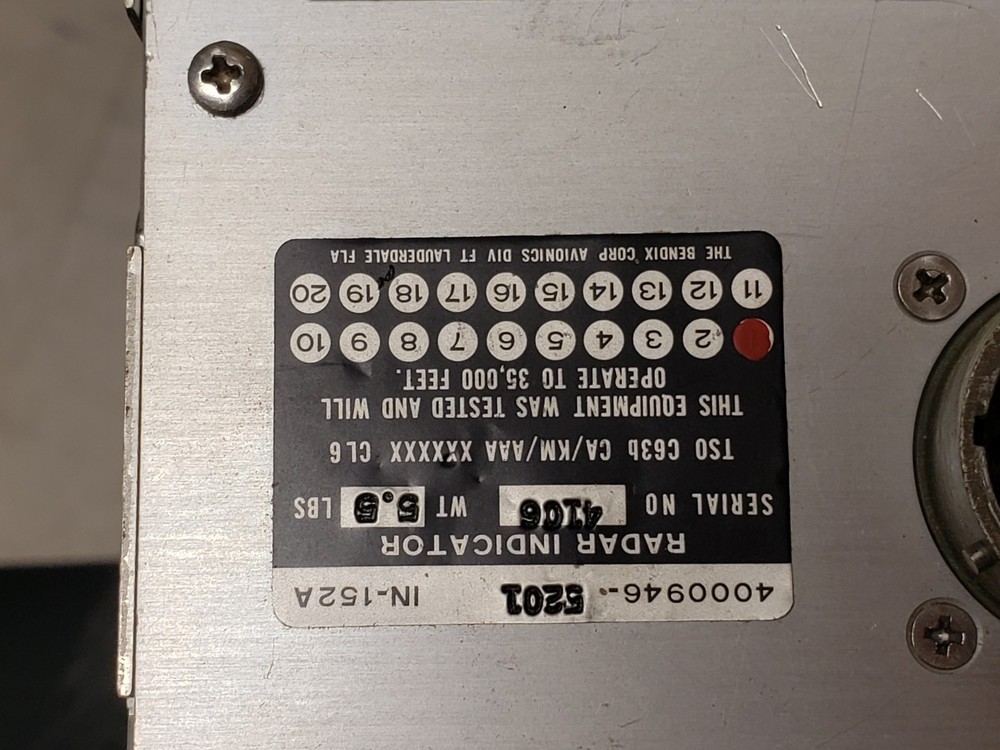 4000946-5201 IN-152A
RADAR INDICATOR
SERIAL NO 4106 WT 5.5 LBS
TSO C63b CA/KM/AAA XXXXXX CL6
THIS EQUIPMENT WAS TESTED AND WILL
OPERATE TO 35,000 FEET.
2 3 4 5 6 7 8 9 10
11 12 13 14 15 16 17 18 19 20
THE BENDIX CORP AVIONICS DIV FT LAUDERDALE FLA